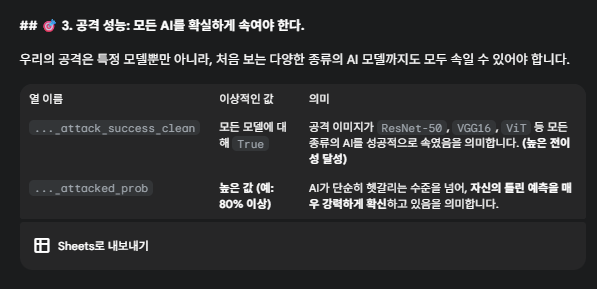 ## 🎯 3. 공격 성능: 모든 AI를 확실하게 속여야 한다.
우리의 공격은 특정 모델뿐만 아니라, 처음 보는 다양한 종류의 AI 모델까지도 모두 속일 수 있어야 합니다.
열 이름 이상적인 값 의미
..._attack_success_clean 모든 모델에 대 공격 이미지가 ResNet-50, VGG16, ViT 등 모든
해 True 종류의 AI를 성공적으로 속였음을 의미합니다. (높은 전이
성 달성)
..._attacked_prob 높은 값 (예: AI가 단순히 헷갈리는 수준을 넘어, 자신의 틀린 예측을 매
80% 이상) 우 강력하게 확신하고 있음을 의미합니다.
Sheets로 내보내기